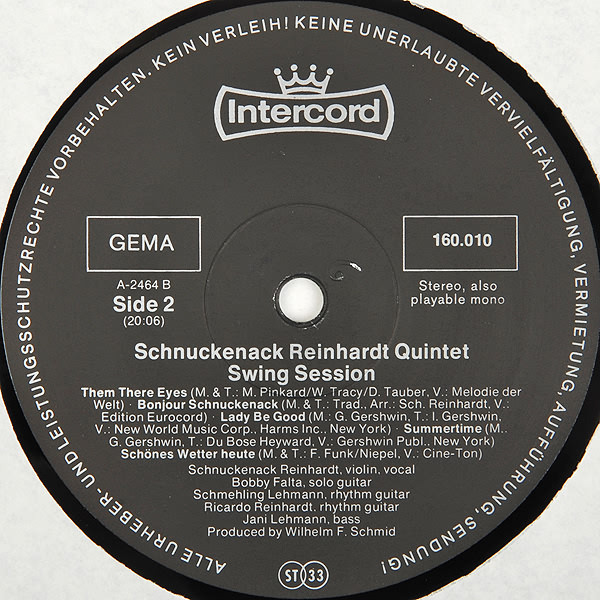 ALLE URHEBER- UND LEISTUNGSSCHUTZRECHTE VORBEHALTEN. KEIN VERLEIH! KEINE UNERLAUBTE VERVIELFÄLTIGUNG, VERMIETUNG, AUFFÜHRUNG, SENDUNG!
Intercord
GEMA
160.010
A-2464 B
Side 2
(20:06)
Stereo, also
playable mono
Schnuckenack Reinhardt Quintet
Swing Session
Them There Eyes (M. & T.: M. Pinkard/W. Tracy/D. Tauber, V.: Melodie der
Welt) · Bonjour Schnuckenack (M. & T.: Trad., Arr.: Sch. Reinhardt, V.:
Edition Eurocord) · Lady Be Good (M.: G. Gershwin, T.: I. Gershwin,
V.: New World Music Corp., Harms Inc., New York) · Summertime (M.:
G. Gershwin, T.: Du Bose Heyward, V.: Gershwin Publ., New York)
Schönes Wetter heute (M. & T.: F. Funk/Niepel, V.: Cine-Ton)
Schnuckenack Reinhardt, violin, vocal
Bobby Falta, solo guitar
Schmehling Lehmann, rhythm guitar
Ricardo Reinhardt, rhythm guitar
Jani Lehmann, bass
Produced by Wilhelm F. Schmid
ST 33